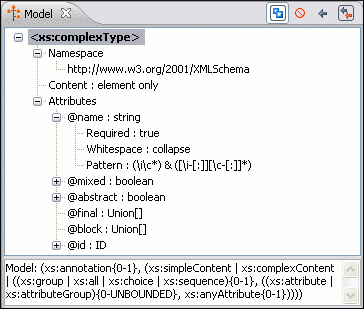 Model
<xs:complexType>
Namespace
http://www.w3.org/2001/XMLSchema
Content : element only
Attributes
@name : string
Required : true
Whitespace : collapse
Pattern : (\i\c*) & ([\i-[:]][\c-[:]]*)
@mixed : boolean
@abstract : boolean
@final : Union[]
@block : Union[]
@id : ID
Model: (xs:annotation{0-1}, (xs:simpleContent | xs:complexContent
| ((xs:group | xs:all | xs:choice | xs:sequence){0-1}, ((xs:attribute
| xs:attributeGroup){0-UNBOUNDED}, xs:anyAttribute{0-1}))))